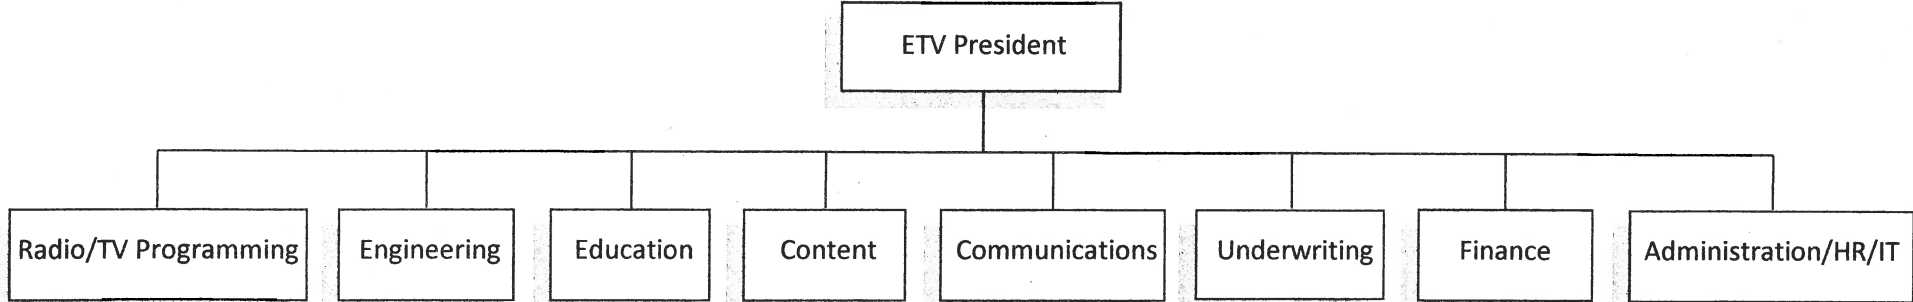 ETV President
Radio/TV Programming
Engineering
Education
Content
Communications
Underwriting
Finance
Administration/HR/IT